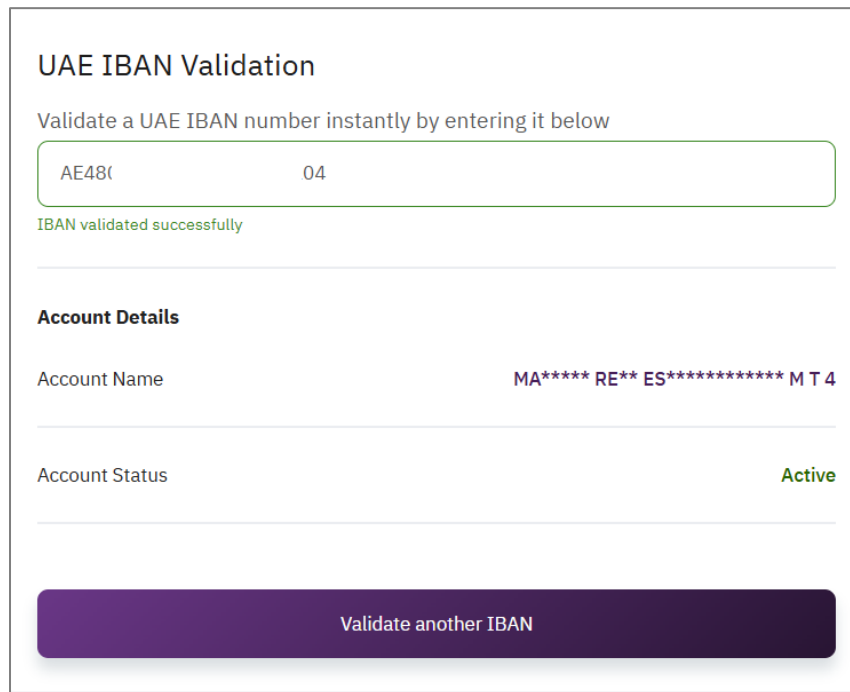 UAE IBAN Validation
Validate a UAE IBAN number instantly by entering it below
AE480 04
IBAN validated successfully
Account Details
Account Name MA***** RE** ES************ M T 4
Account Status Active
Validate another IBAN